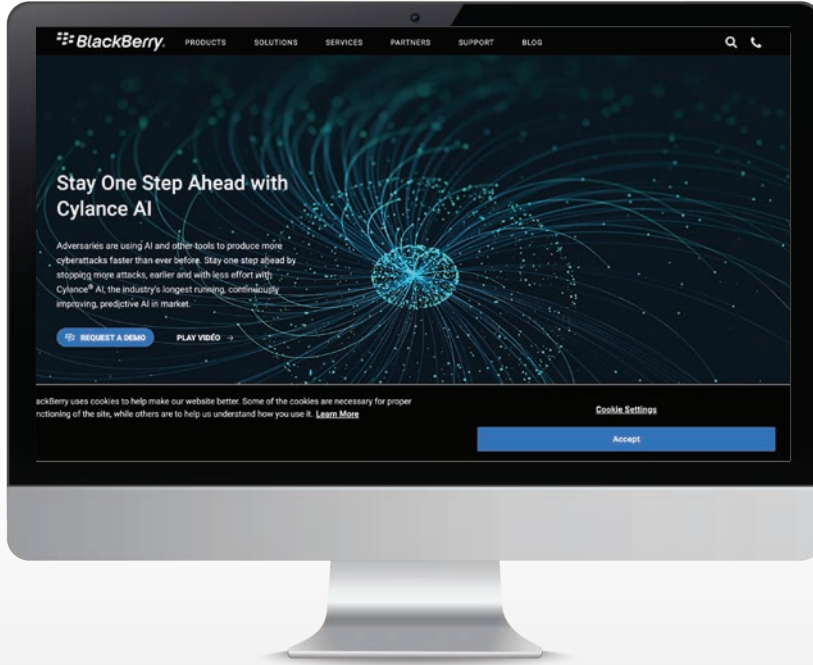 BlackBerry.
PRODUCTS
SOLUTIONS
SERVICES
PARTNERS
SUPPORT
BLOG
Stay One Step Ahead with
Cylance AI
Adversaries are using AI and other tools to produce more
cyberattacks faster than ever before. Stay one step ahead by
stopping more attacks, earlier and with less effort with
Cylance® AI, the industry's longest running, continuously
improving, predictive AI in market.
REQUEST A DEMO
PLAY VIDEO →
ackBerry uses cookies to help make our website better. Some of the cookies are necessary for proper
nctioning of the site, while others are to help us understand how you use it. Learn More
Cookie Settings
Accept